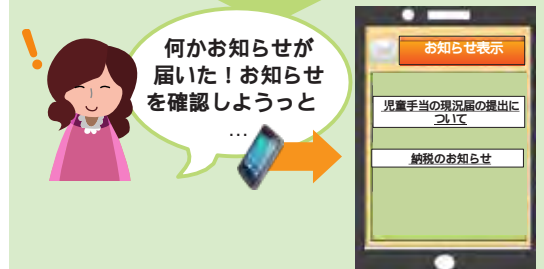 何かお知らせが
届いた！お知らせ
を確認しようっと
…
お知らせ表示
児童手当の現況届の提出に
ついて
納税のお知らせ